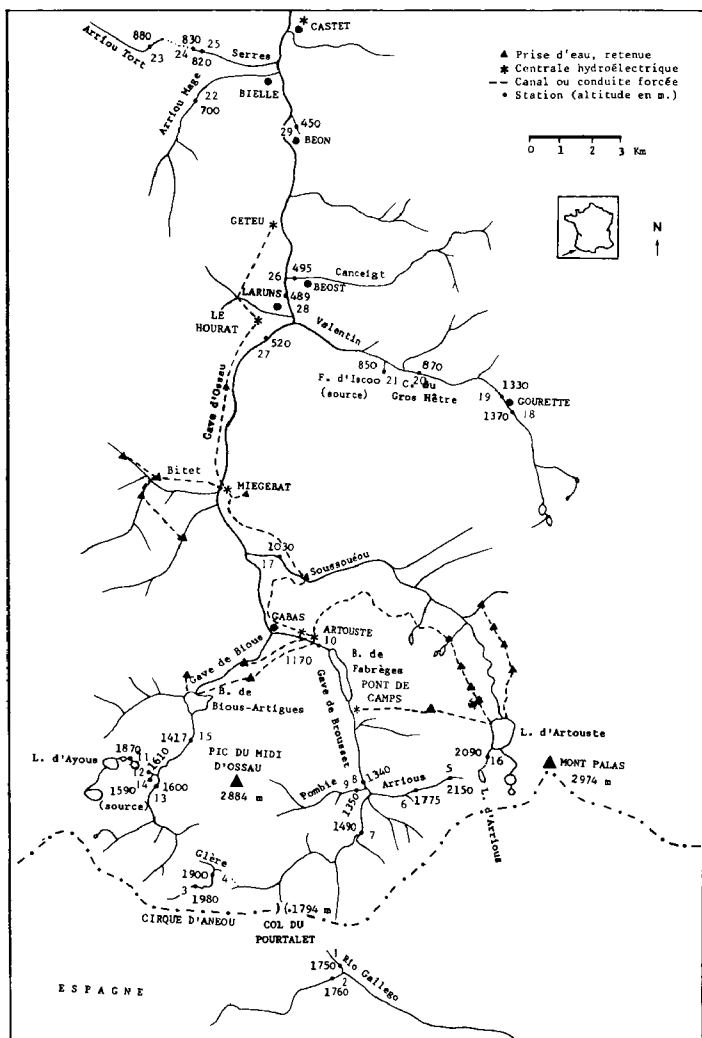 CASTET
880
830
25
Arriou Tort
23
24
820
Serres
22
700
Arriou Mage
BIELLE
450
29
BEON
▲ Prise d'eau, retenue
* Centrale hydroélectrique
--- Canal ou conduite forcée
• Station (altitude en m.)
0 1 2 3 Km
N
GETEU
495
26
Canceigt
BEOST
LARUNS
489
28
LE
HOURAT
520
27
Valentin
850
21
870
20
F. d'Iscoo
(source)
C. du
Gros Hêtre
1330
19
GOURETTE
1370
18
Gave d'Ossau
Bitet
MIEGEBAT
1030
17
Soussouéou
GABAS
ARTOUSTE
10
1170
Gave de Bious
B. de
Bious-Artigues
B. de
Fabrèges
PONT DE
CAMPS
Gave de Brousset
L. d'Artouste
1417
15
1870
11
L. d'Ayous
12
1610
14
1590
(source)
1600
13
PIC DU MIDI
D'OSSAU
2884 m
2090
16
MONT PALAS
2974 m
Pombie
9
8
1340
Arrious
5
2150
1350
6
1775
L. d'Arrious
1490
7
Glère
1900
4
3
1980
CIRQUE D'ANEOU
1794 m
COL DU
POURTALET
1
1750
Rio Gallego
2
1760
ESPAGNE